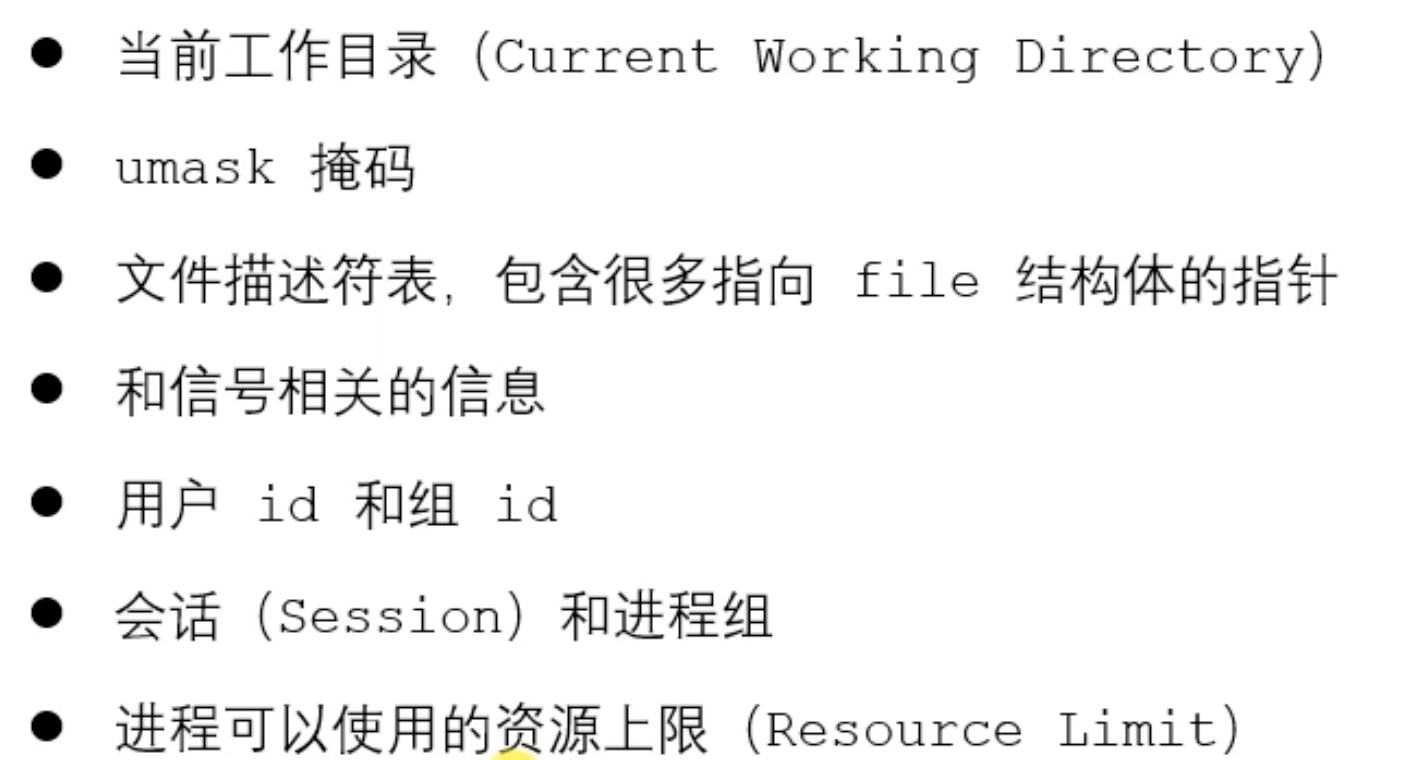 ● 当前工作目录（Current Working Directory）
● umask 掩码
● 文件描述符表，包含很多指向 file 结构体的指针
● 和信号相关的信息
● 用户 id 和组 id
● 会话（Session）和进程组
● 进程可以使用的资源上限（Resource Limit）